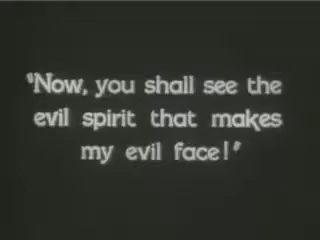 "Now, you shall see the
evil spirit that makes
my evil face!"